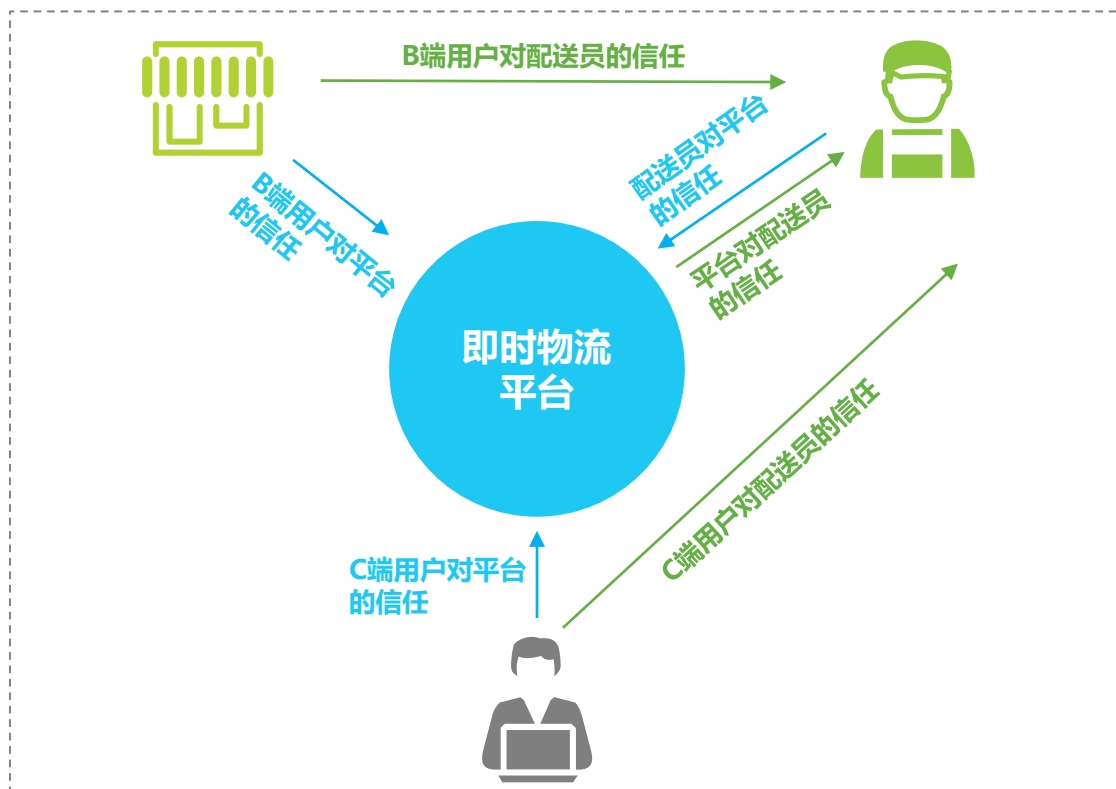 B端用户对配送员的信任
配送员对平台
的信任
B端用户对平台
的信任
平台对配送员
的信任
即时物流
平台
C端用户对配送员的信任
C端用户对平台
的信任